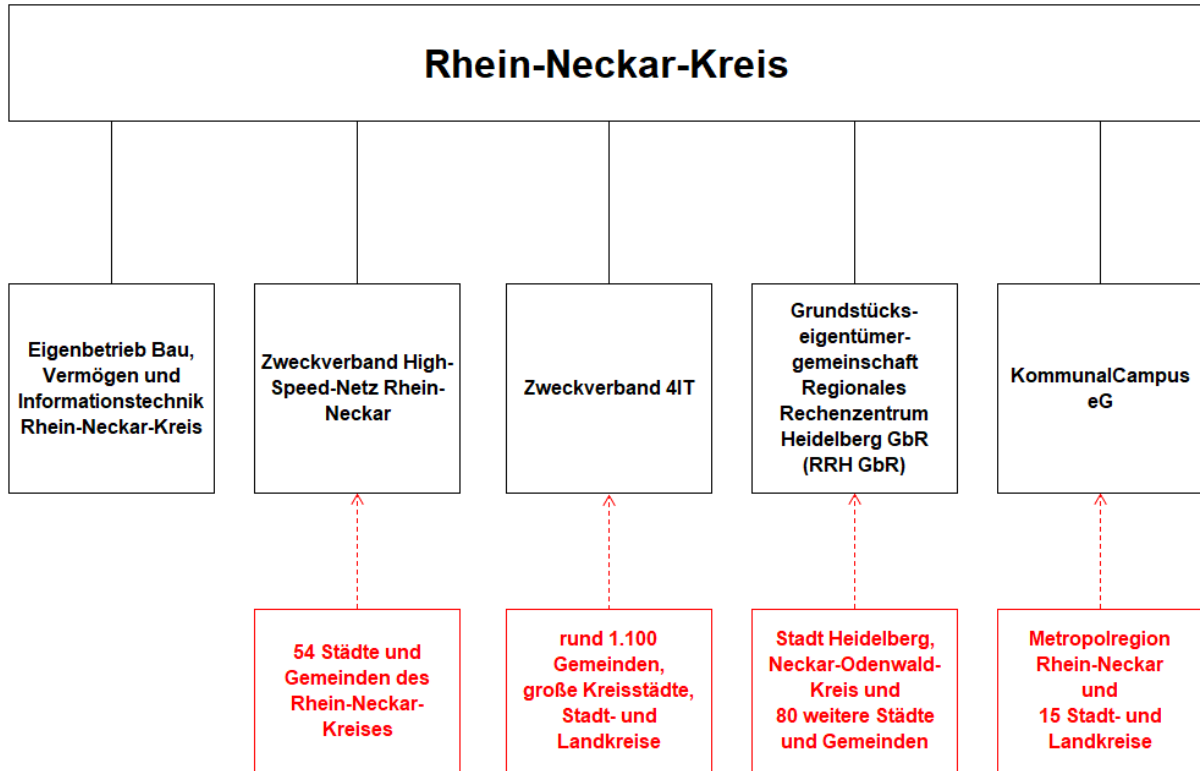 Rhein-Neckar-Kreis
Eigenbetrieb Bau,
Vermögen und
Informationstechnik
Rhein-Neckar-Kreis
Zweckverband High-
Speed-Netz Rhein-
Neckar
Zweckverband 4IT
Grundstücks-
eigentümer-
gemeinschaft
Regionales
Rechenzentrum
Heidelberg GbR
(RRH GbR)
KommunalCampus
eG
54 Städte und
Gemeinden des
Rhein-Neckar-
Kreises
rund 1.100
Gemeinden,
große Kreisstädte,
Stadt- und
Landkreise
Stadt Heidelberg,
Neckar-Odenwald-
Kreis und
80 weitere Städte
und Gemeinden
Metropolregion
Rhein-Neckar
und
15 Stadt- und
Landkreise